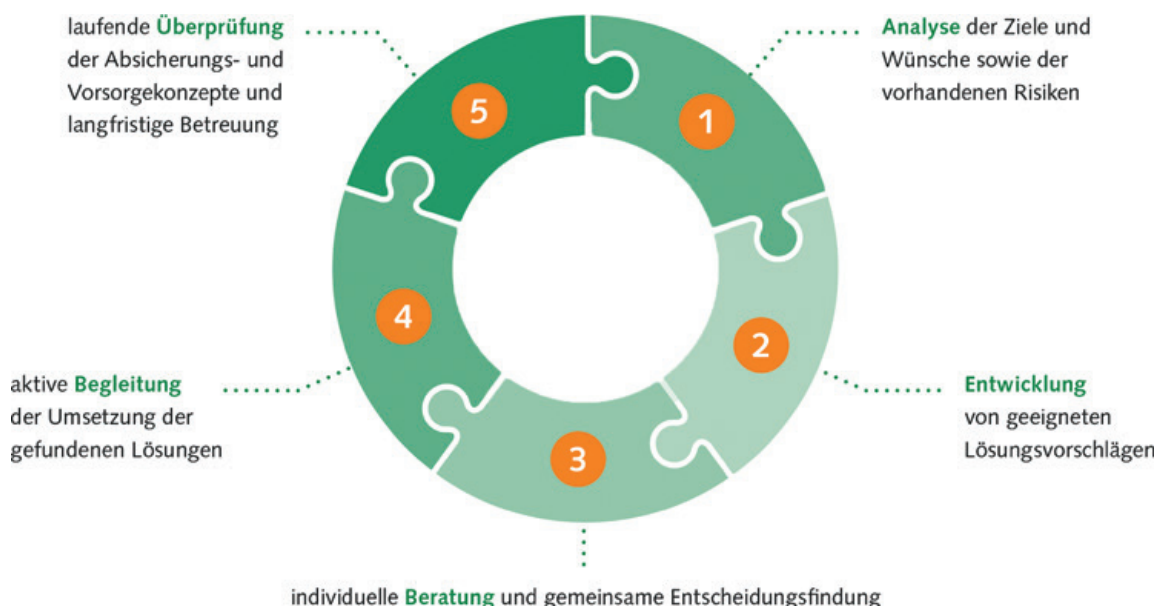 laufende Überprüfung
der Absicherungs- und
Vorsorgekonzepte und
langfristige Betreuung
5
1
Analyse der Ziele und
Wünsche sowie der
vorhandenen Risiken
4
2
aktive Begleitung
der Umsetzung der
gefundenen Lösungen
Entwicklung
von geeigneten
Lösungsvorschlägen
3
individuelle Beratung und gemeinsame Entscheidungsfindung